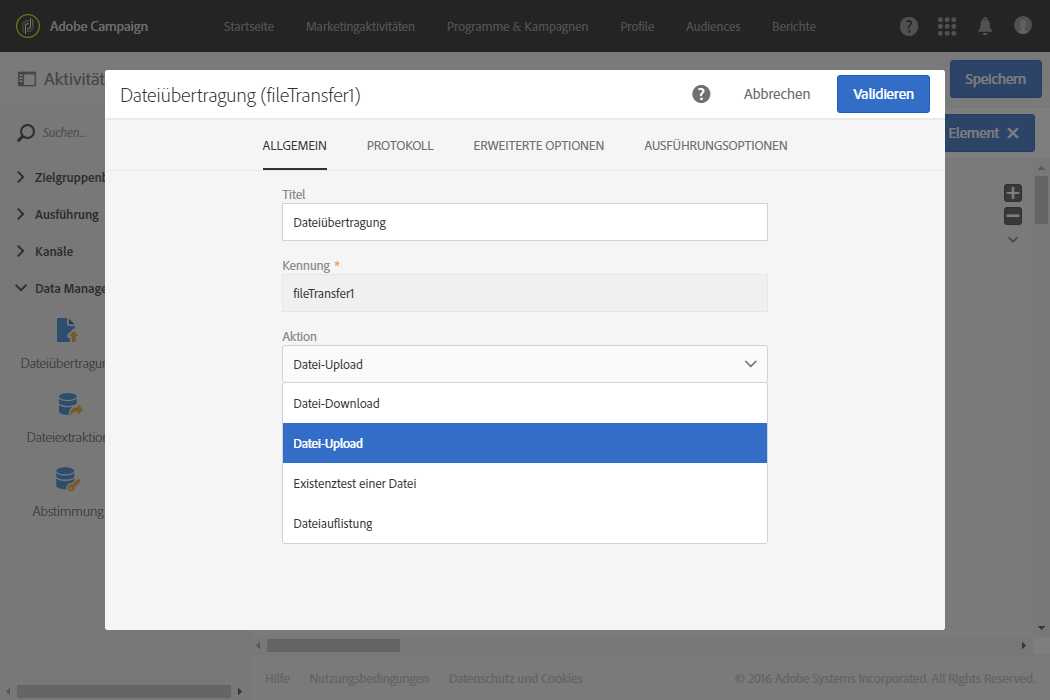 Adobe Campaign
Startseite
Marketingaktivitäten
Programme & Kampagnen
Profile
Audiences
Berichte
Aktivität
Speichern
Dateiübertragung (fileTransfer1)
Abbrechen
Validieren
Suchen...
Element
ALLGEMEIN
PROTOKOLL
ERWEITERTE OPTIONEN
AUSFÜHRUNGSOPTIONEN
Zielgruppenb
Ausführung
Kanäle
Data Manage
Dateiübertragun
Dateiextraktion
Abstimmung
Titel
Dateiübertragung
Kennung *
fileTransfer1
Aktion
Datei-Upload
Datei-Download
Datei-Upload
Existenztest einer Datei
Dateiauflistung
Hilfe
Nutzungsbedingungen
Datenschutz und Cookies
© 2016 Adobe Systems Incorporated. All Rights Reserved.